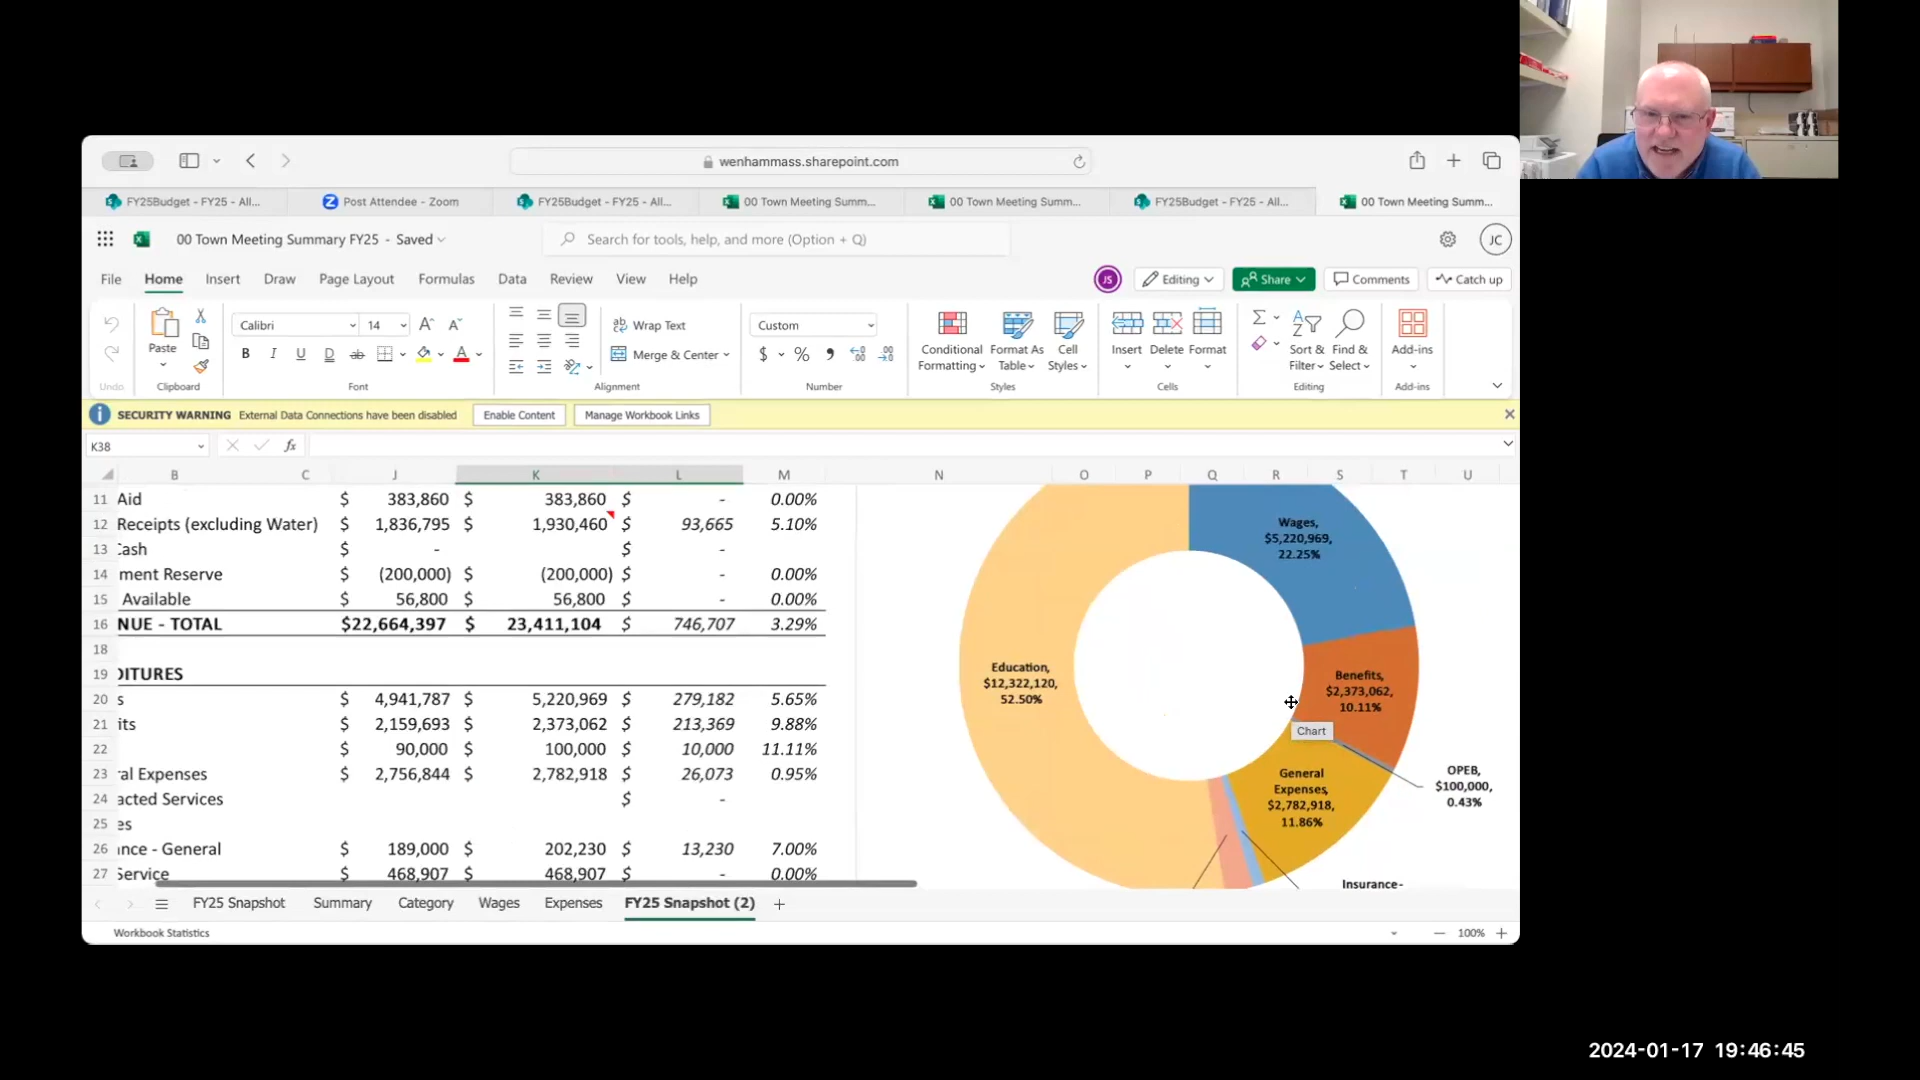 wenhammass.sharepoint.com
FY25Budget - FY25 - All... Post Attendee - Zoom FY25Budget - FY25 - All... 00 Town Meeting Summ... 00 Town Meeting Summ... FY25Budget - FY25 - All... 00 Town Meeting Summ...
00 Town Meeting Summary FY25 - Saved Search for tools, help, and more (Option + Q) JC
File Home Insert Draw Page Layout Formulas Data Review View Help JS Editing Share Comments Catch up
Calibri 14 Wrap Text Custom
Paste B I U D ab A Merge & Center $ % Conditional Formatting Format As Table Cell Styles Insert Delete Format Sort & Filter Find & Select Add-ins
Undo Clipboard Font Alignment Number Styles Cells Editing Add-ins
SECURITY WARNING External Data Connections have been disabled Enable Content Manage Workbook Links
K38 fx
B C J K L M N O P Q R S T U
11 Aid $ 383,860 $ 383,860 $ - 0.00%
12 Receipts (excluding Water) $ 1,836,795 $ 1,930,460 $ 93,665 5.10%
13 Cash $ - $ -
14 ment Reserve $ (200,000) $ (200,000) $ - 0.00%
15 Available $ 56,800 $ 56,800 $ - 0.00%
16 NUE - TOTAL $22,664,397 $ 23,411,104 $ 746,707 3.29%
18
19 DITURES
20 s $ 4,941,787 $ 5,220,969 $ 279,182 5.65%
21 its $ 2,159,693 $ 2,373,062 $ 213,369 9.88%
22 $ 90,000 $ 100,000 $ 10,000 11.11%
23 ral Expenses $ 2,756,844 $ 2,782,918 $ 26,073 0.95%
24 acted Services $ -
25 es
26 ance - General $ 189,000 $ 202,230 $ 13,230 7.00%
27 Service $ 468,907 $ 468,907 $ - 0.00%
Wages,
$5,220,969,
22.25%
Education,
$12,322,120,
52.50%
Benefits,
$2,373,062,
10.11%
Chart
General
Expenses,
$2,782,918,
11.86%
OPEB,
$100,000,
0.43%
Insurance-
FY25 Snapshot Summary Category Wages Expenses FY25 Snapshot (2)
Workbook Statistics 100%
2024-01-17 19:46:45